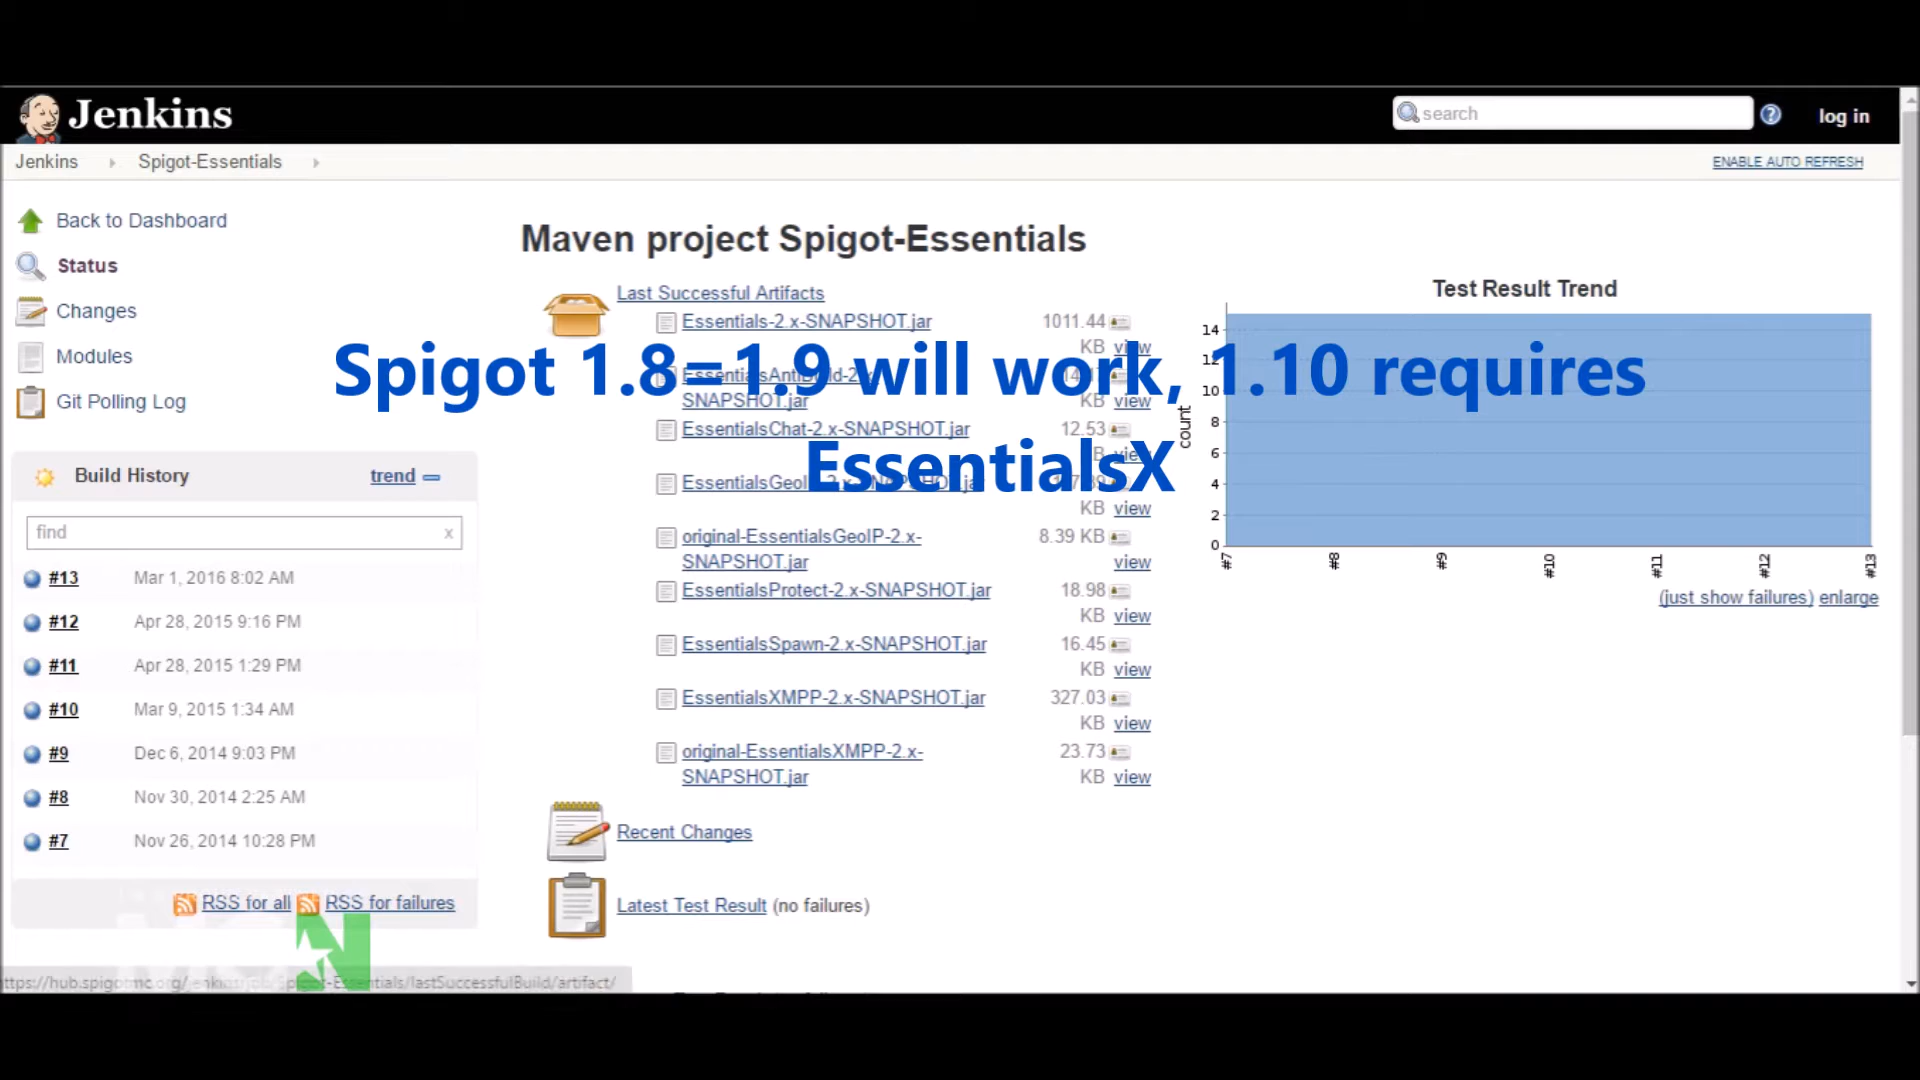 Jenkins
search
log in
Jenkins
Spigot-Essentials
ENABLE AUTO REFRESH
Back to Dashboard
Status
Changes
Modules
Git Polling Log
Build History
trend
find
x
#13 Mar 1, 2016 8:02 AM
#12 Apr 28, 2015 9:16 PM
#11 Apr 28, 2015 1:29 PM
#10 Mar 9, 2015 1:34 AM
#9 Dec 6, 2014 9:03 PM
#8 Nov 30, 2014 2:25 AM
#7 Nov 26, 2014 10:28 PM
RSS for all RSS for failures
Maven project Spigot-Essentials
Last Successful Artifacts
Essentials-2.x-SNAPSHOT.jar 1011.44
KB view
Spigot 1.8=1.9 will work, 1.10 requires
EssentialsX
SNAPSHOT.jar KB view
EssentialsChat-2.x-SNAPSHOT.jar 12.53
KB view
original-EssentialsGeoIP-2.x- 8.39 KB
SNAPSHOT.jar view
EssentialsProtect-2.x-SNAPSHOT.jar 18.98
KB view
EssentialsSpawn-2.x-SNAPSHOT.jar 16.45
KB view
EssentialsXMPP-2.x-SNAPSHOT.jar 327.03
KB view
original-EssentialsXMPP-2.x- 23.73
SNAPSHOT.jar KB view
Recent Changes
Latest Test Result (no failures)
Test Result Trend
count
14
12
10
8
6
4
2
0
#7 #8 #9 #10 #11 #12 #13
(just show failures) enlarge